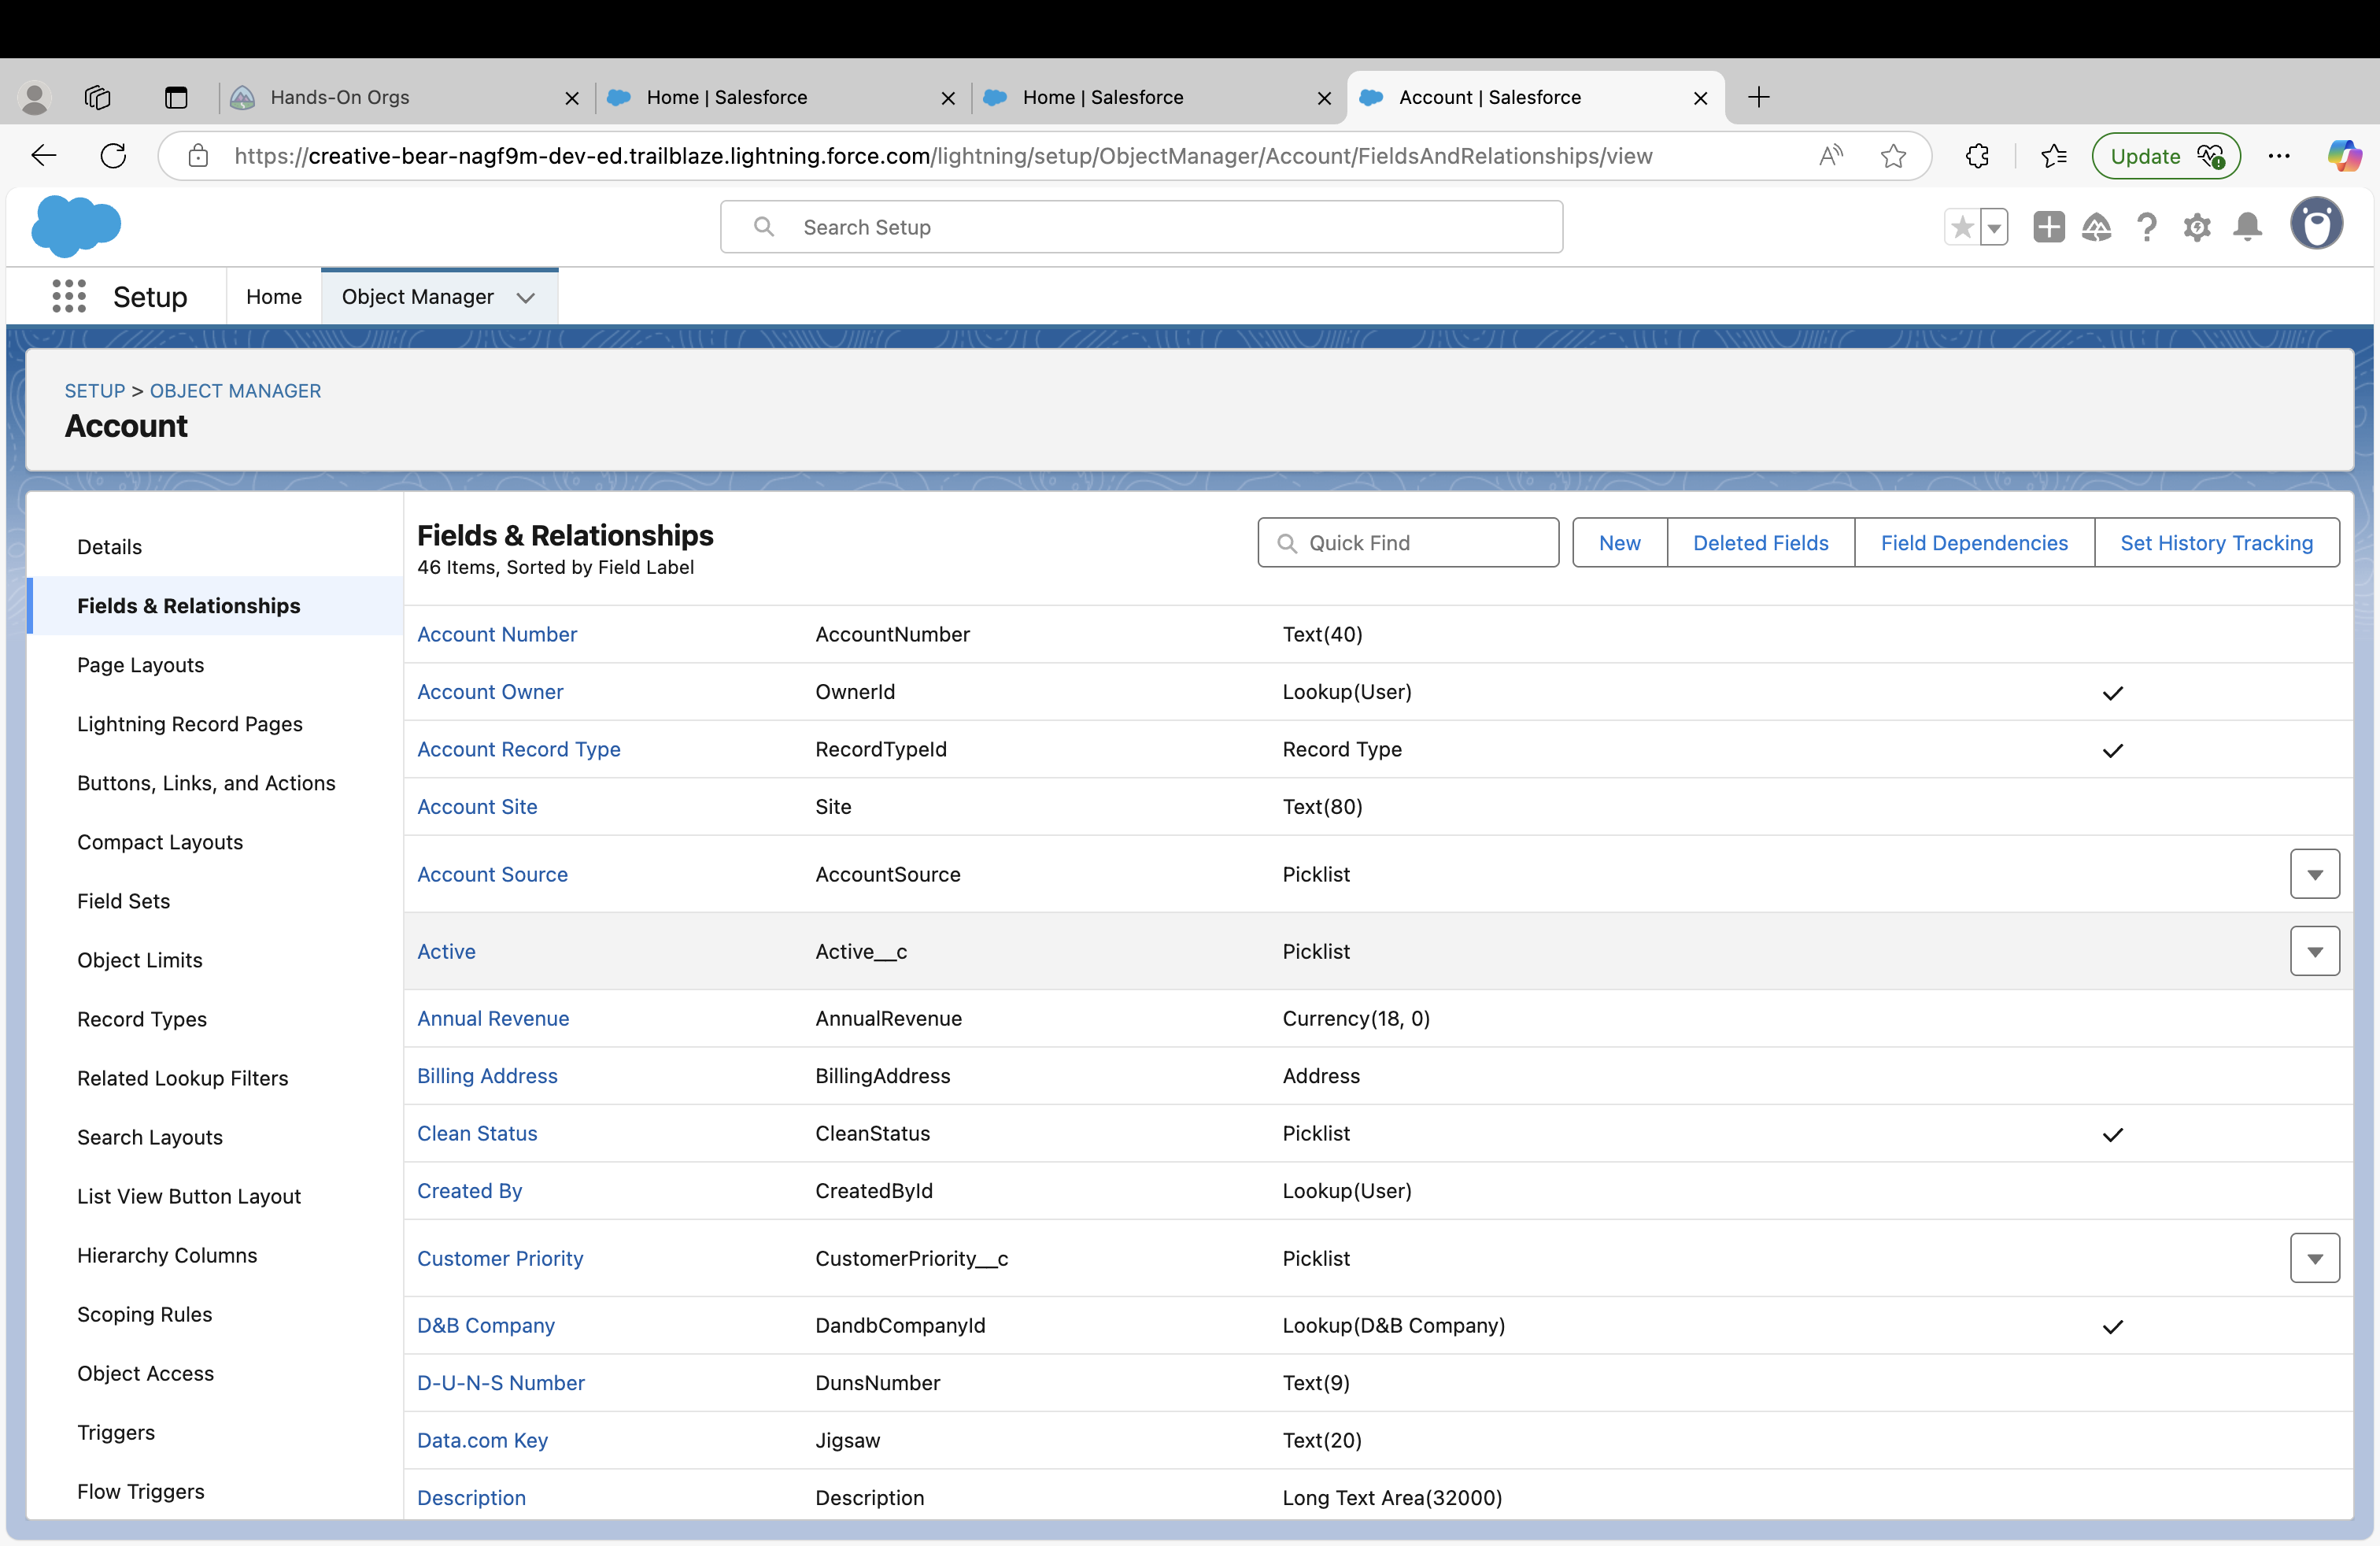 Hands-On Orgs
Home | Salesforce
Home | Salesforce
Account | Salesforce
https://creative-bear-nagf9m-dev-ed.trailblaze.lightning.force.com/lightning/setup/ObjectManager/Account/FieldsAndRelationships/view
Update
Search Setup
Setup
Home
Object Manager
SETUP > OBJECT MANAGER
Account
Details
Fields & Relationships
Page Layouts
Lightning Record Pages
Buttons, Links, and Actions
Compact Layouts
Field Sets
Object Limits
Record Types
Related Lookup Filters
Search Layouts
List View Button Layout
Hierarchy Columns
Scoping Rules
Object Access
Triggers
Flow Triggers
Fields & Relationships
46 Items, Sorted by Field Label
Quick Find
New
Deleted Fields
Field Dependencies
Set History Tracking
Account Number AccountNumber Text(40)
Account Owner OwnerId Lookup(User)
Account Record Type RecordTypeId Record Type
Account Site Site Text(80)
Account Source AccountSource Picklist
Active Active__c Picklist
Annual Revenue AnnualRevenue Currency(18, 0)
Billing Address BillingAddress Address
Clean Status CleanStatus Picklist
Created By CreatedById Lookup(User)
Customer Priority CustomerPriority__c Picklist
D&B Company DandbCompanyId Lookup(D&B Company)
D-U-N-S Number DunsNumber Text(9)
Data.com Key Jigsaw Text(20)
Description Description Long Text Area(32000)